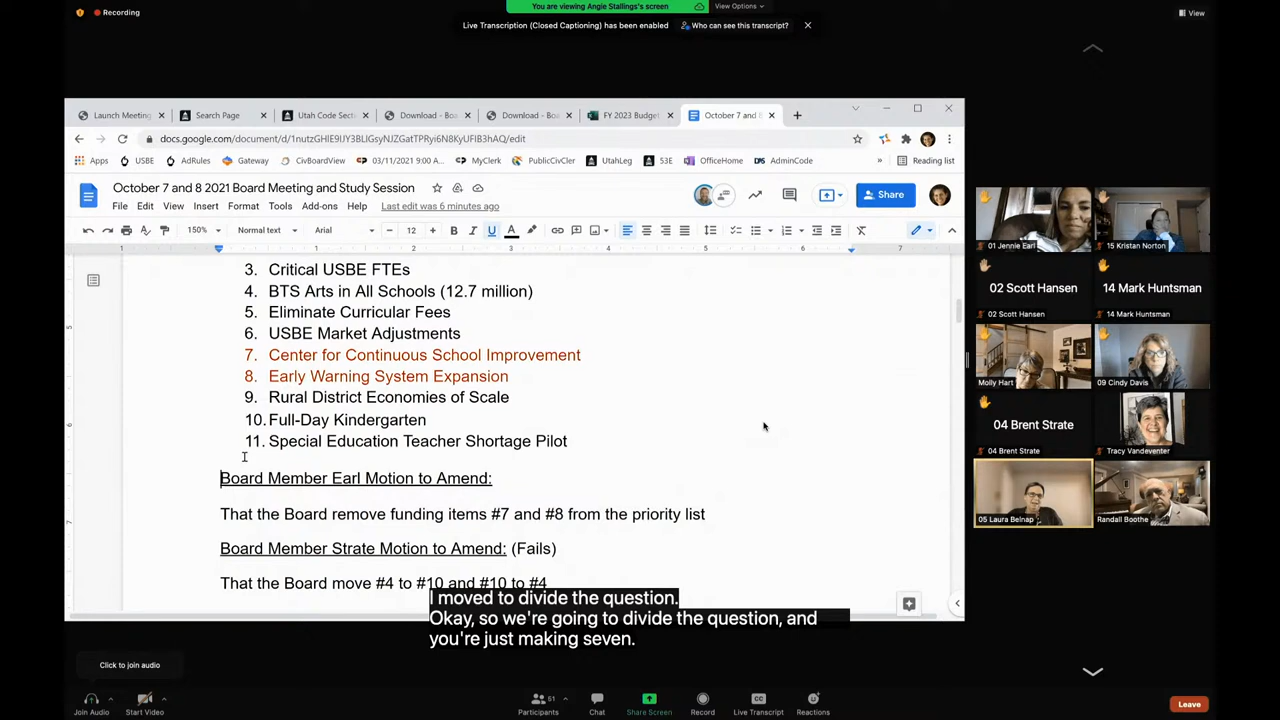 Recording
You are viewing Angie Stallings's screen
View Options
Live Transcription (Closed Captioning) has been enabled
Who can see this transcript?
View
Launch Meeting
Search Page
Utah Code Secti
Download - Boa
Download - Boa
FY 2023 Budget
October 7 and 8
docs.google.com/document/d/1nutzGHlE9IJY3BLJGsyNJZGatTPRyi6N8KyUFlB3hAQ/edit
Apps
USBE
AdRules
Gateway
CivBoardVIEW
03/11/2021 9:00 A...
MyClerk
PublicCivCler
UtahLeg
53E
OfficeHome
AdminCode
Reading list
October 7 and 8 2021 Board Meeting and Study Session
Share
File Edit View Insert Format Tools Add-ons Help Last edit was 6 minutes ago
150% Normal text Arial 12
1 1 2 3 4 5 6 7
3. Critical USBE FTEs
4. BTS Arts in All Schools (12.7 million)
5. Eliminate Curricular Fees
6. USBE Market Adjustments
7. Center for Continuous School Improvement
8. Early Warning System Expansion
9. Rural District Economies of Scale
10. Full-Day Kindergarten
11. Special Education Teacher Shortage Pilot
Board Member Earl Motion to Amend:
That the Board remove funding items #7 and #8 from the priority list
Board Member Strate Motion to Amend: (Fails)
That the Board move #4 to #10 and #10 to #4
I moved to divide the question.
Okay, so we're going to divide the question, and
you're just making seven.
01 Jennie Earl
15 Kristan Norton
02 Scott Hansen
02 Scott Hansen
14 Mark Huntsman
14 Mark Huntsman
Molly Hart
09 Cindy Davis
04 Brent Strate
04 Brent Strate
Tracy Vandeventer
05 Laura Belnap
Randall Boothe
Click to join audio
Join Audio
Start Video
Participants
51
Chat
Share Screen
Record
Live Transcript
Reactions
Leave